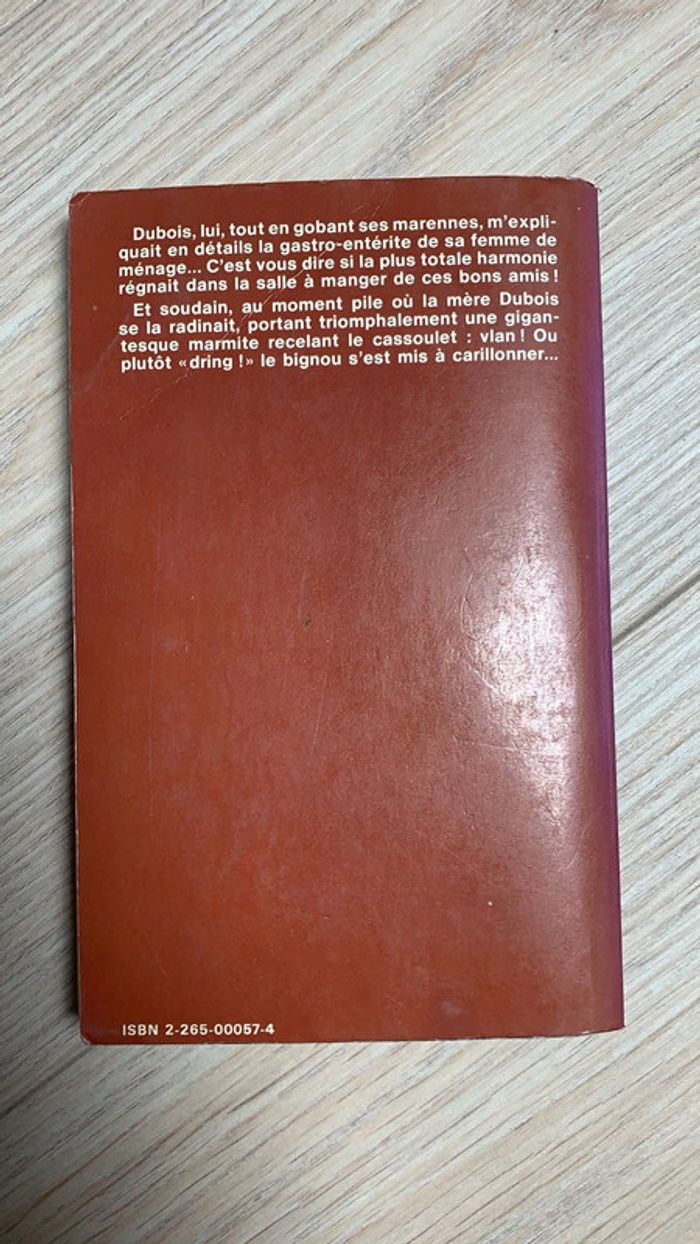 Dubois, lui, tout en gobant ses marennes, m'expli-
quait en détails la gastro-entérite de sa femme de
ménage... C'est vous dire si la plus totale harmonie
régnait dans la salle à manger de ces bons amis !
Et soudain, au moment pile où la mère Dubois
se la radinait, portant triomphalement une gigan-
tesque marmite recelant le cassoulet : vlan ! Ou
plutôt «dring !» le bignou s'est mis à carillonner...
ISBN 2-265-00057-4